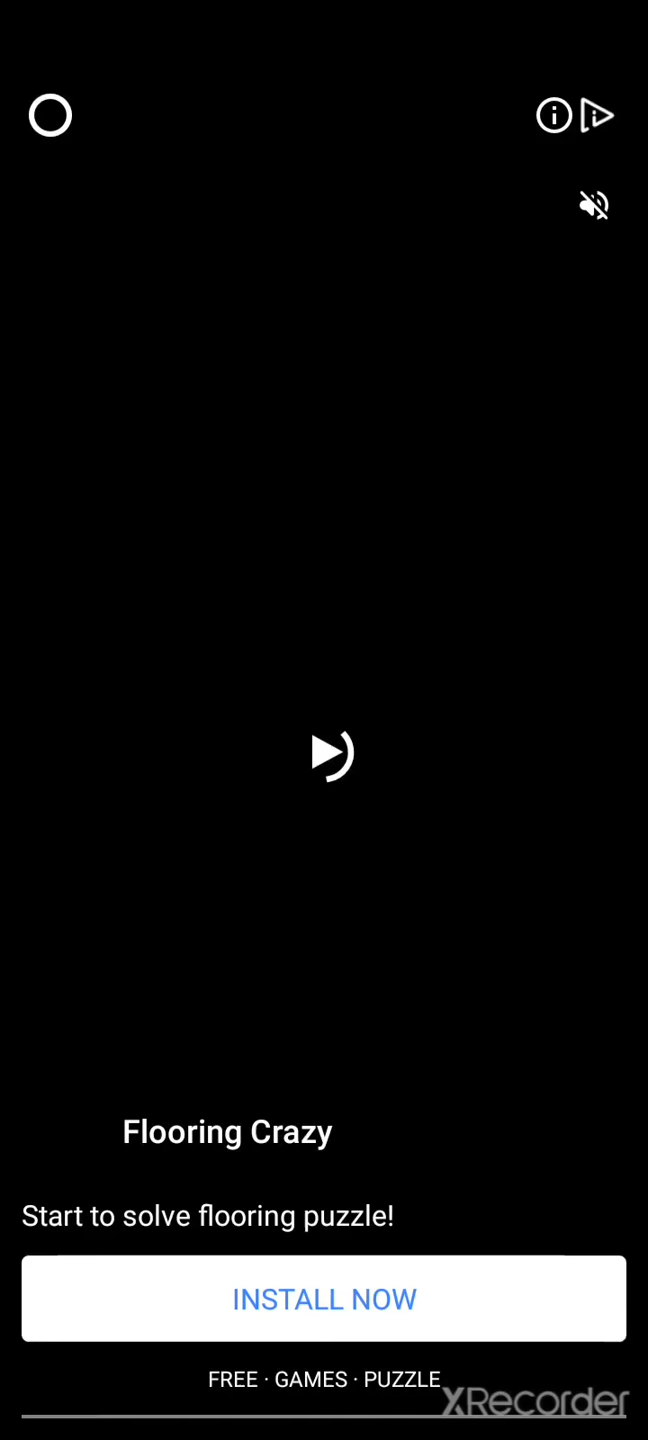 Flooring Crazy
Start to solve flooring puzzle!
INSTALL NOW
FREE · GAMES · PUZZLE
XRecorder